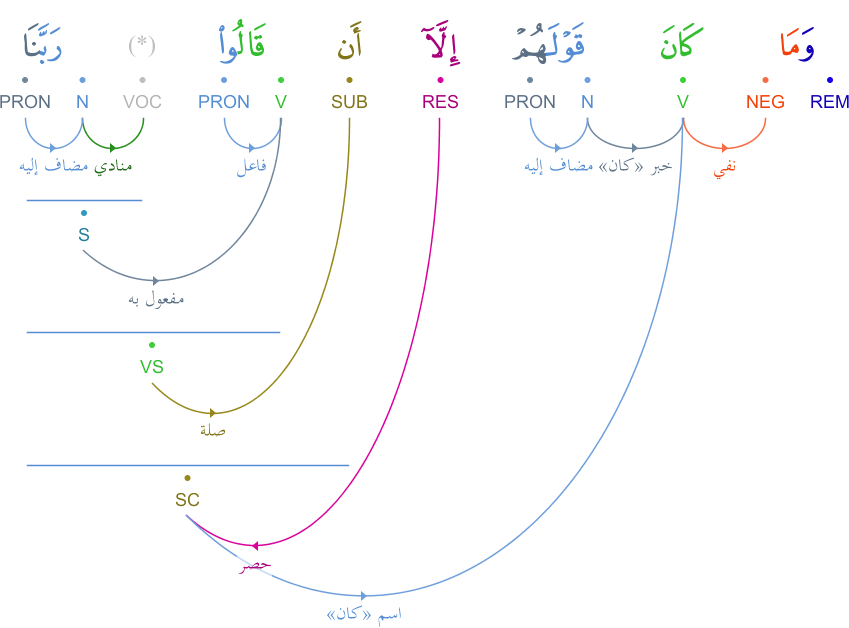 وَمَا كَانَ قَوْلَهُمْ إِلَّآ أَن قَالُوا۟ (*) رَبَّنَا
REM NEG V N PRON RES SUB V PRON VOC N PRON
نفي خبر «كان» مضاف إليه فاعل منادي مضاف إليه
S
مفعول به
VS
صلة
SC
حصر
اسم «كان»